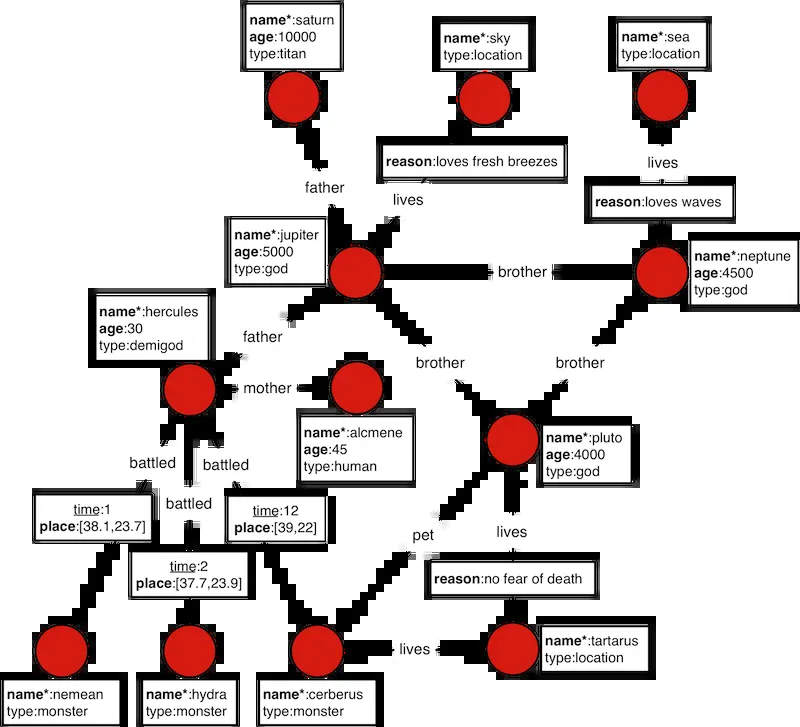 name*:saturn
age:10000
type:titan
name*:sky
type:location
name*:sea
type:location
reason:loves fresh breezes
lives
father
lives
reason:loves waves
name*:jupiter
age:5000
type:god
brother
name*:neptune
age:4500
type:god
name*:hercules
age:30
type:demigod
father
brother
brother
mother
name*:alcmene
age:45
type:human
name*:pluto
age:4000
type:god
battled
battled
battled
time:1
place:[38.1,23.7]
time:12
place:[39,22]
pet
lives
time:2
place:[37.7,23.9]
reason:no fear of death
lives
name*:tartarus
type:location
name*:nemean
type:monster
name*:hydra
type:monster
name*:cerberus
type:monster